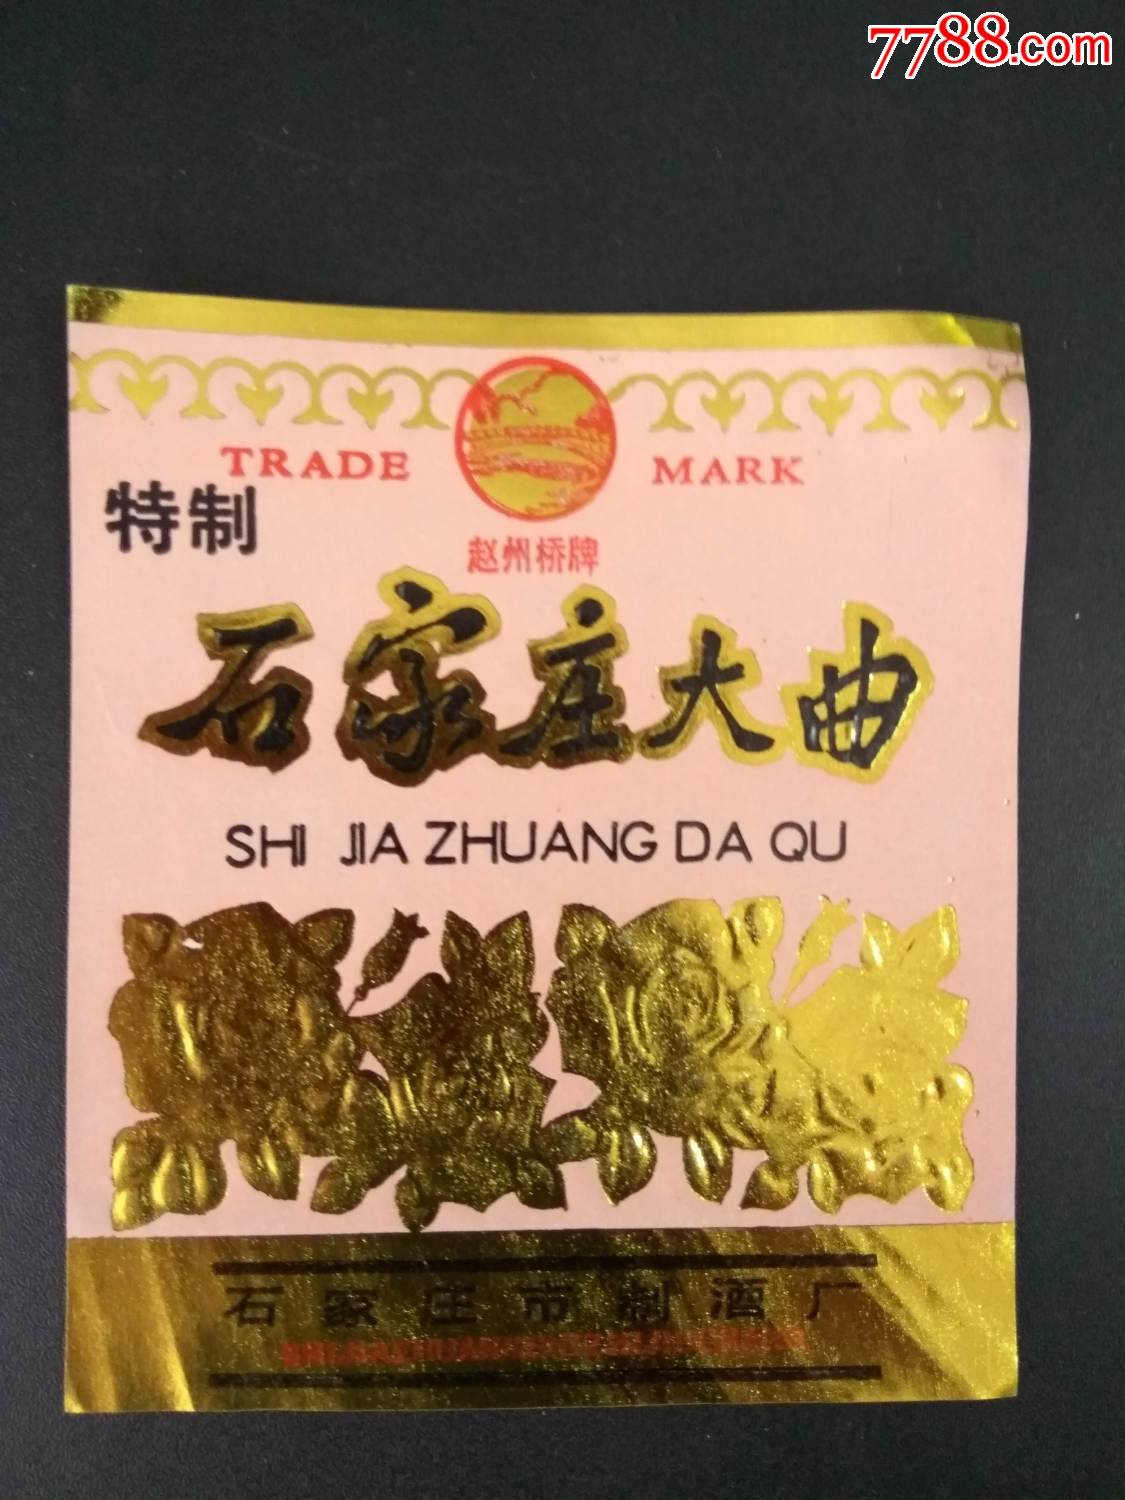 7788.com
TRADE MARK
特制
赵州桥牌
石家庄大曲
SHI JIA ZHUANG DA QU
石家庄市制酒厂